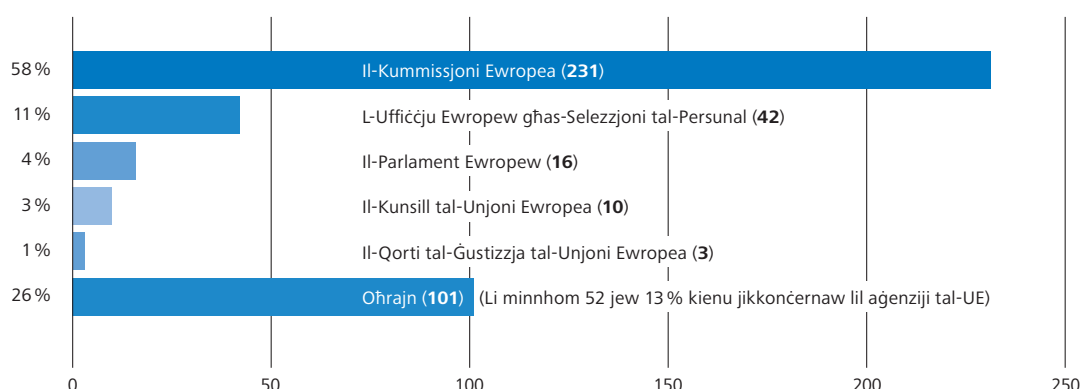 58 % Il-Kummissjoni Ewropea (231)
11 % L-Uffiċċju Ewropew għas-Selezzjoni tal-Persunal (42)
4 % Il-Parlament Ewropew (16)
3 % Il-Kunsill tal-Unjoni Ewropea (10)
1 % Il-Qorti tal-Ġustizzja tal-Unjoni Ewropea (3)
26 % Oħrajn (101) (Li minnhom 52 jew 13 % kienu jikkonċernaw lil aġenziji tal-UE)
0 50 100 150 200 250